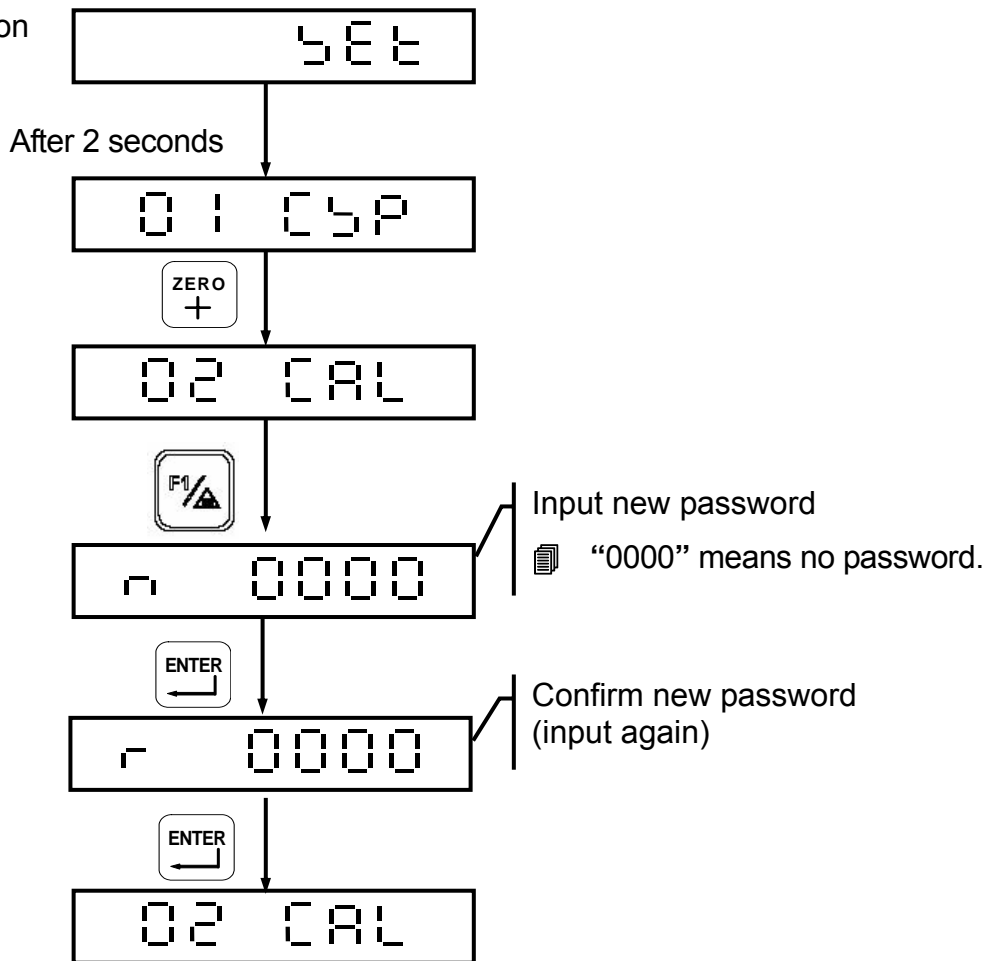 on
SEt
After 2 seconds
01 CSP
ZERO
+
02 CAL
F1/
Input new password
“0000” means no password.
n 0000
ENTER
Confirm new password
(input again)
r 0000
ENTER
02 CAL